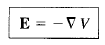 E = −∇ V